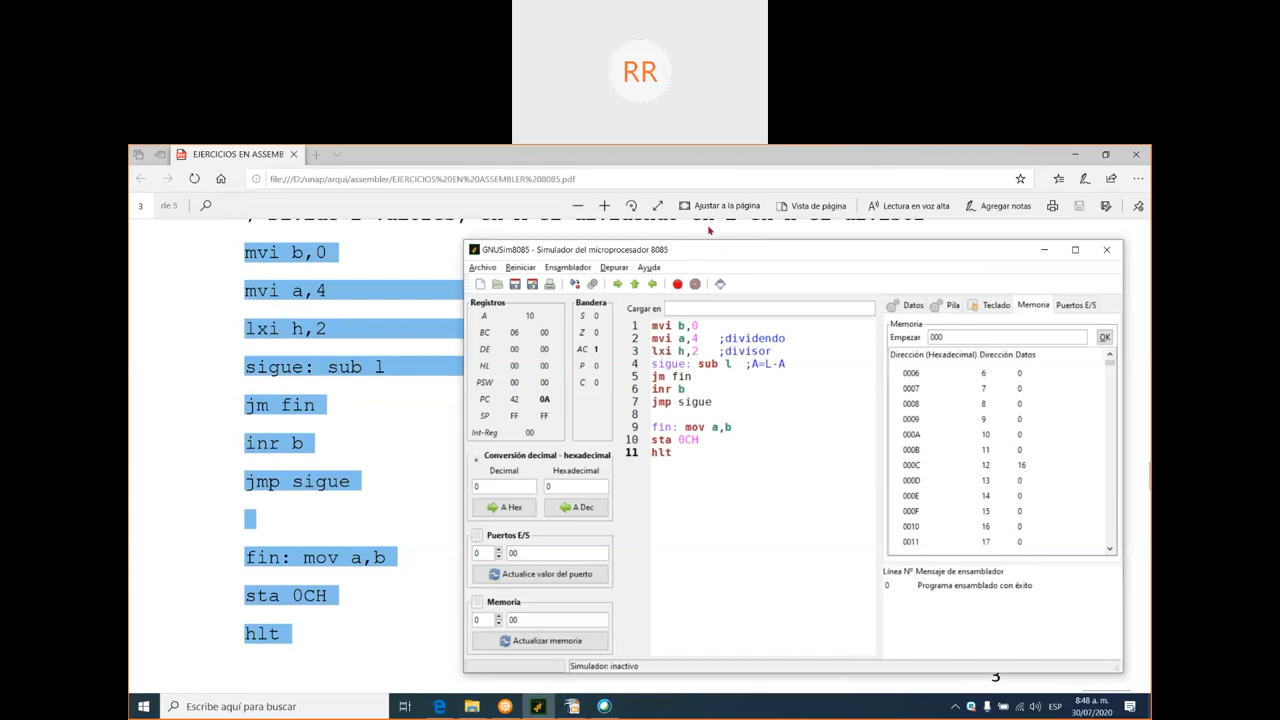 RR
EJERCICIOS EN ASSEMB
file:///D:/unap/arqui/assembler/EJERCICIOS%20EN%20ASSEMBLER%208085.pdf
3 de 5
Ajustar a la página
Vista de página
Lectura en voz alta
Agregar notas
mvi b,0
mvi a,4
lxi h,2
sigue: sub l
jm fin
inr b
jmp sigue
fin: mov a,b
sta 0CH
hlt
3
GNUSim8085 - Simulador del microprocesador 8085
Archivo Reiniciar Ensamblador Depurar Ayuda
Registros
A 10
BC 06 00
DE 00 00
HL 00 00
PSW 00 00
PC 42 0A
SP FF FF
Int-Reg 00
Bandera
S 0
Z 0
AC 1
P 0
C 0
Conversión decimal - hexadecimal
Decimal Hexadecimal
0 0
A Hex A Dec
Puertos E/S
0 00
Actualice valor del puerto
Memoria
0 00
Actualizar memoria
Cargar en
1 mvi b,0
2 mvi a,4 ;dividendo
3 lxi h,2 ;divisor
4 sigue: sub l ;A=L-A
5 jm fin
6 inr b
7 jmp sigue
8
9 fin: mov a,b
10 sta 0CH
11 hlt
Datos Pila Teclado Memoria Puertos E/S
Memoria
Empezar 000 OK
Dirección (Hexadecimal) Dirección Datos
0006 6 0
0007 7 0
0008 8 0
0009 9 0
000A 10 0
000B 11 0
000C 12 16
000D 13 0
000E 14 0
000F 15 0
0010 16 0
0011 17 0
Línea Nº Mensaje de ensamblador
0 Programa ensamblado con éxito
Simulador: inactivo
Escribe aquí para buscar
ESP
8:48 a. m.
30/07/2020